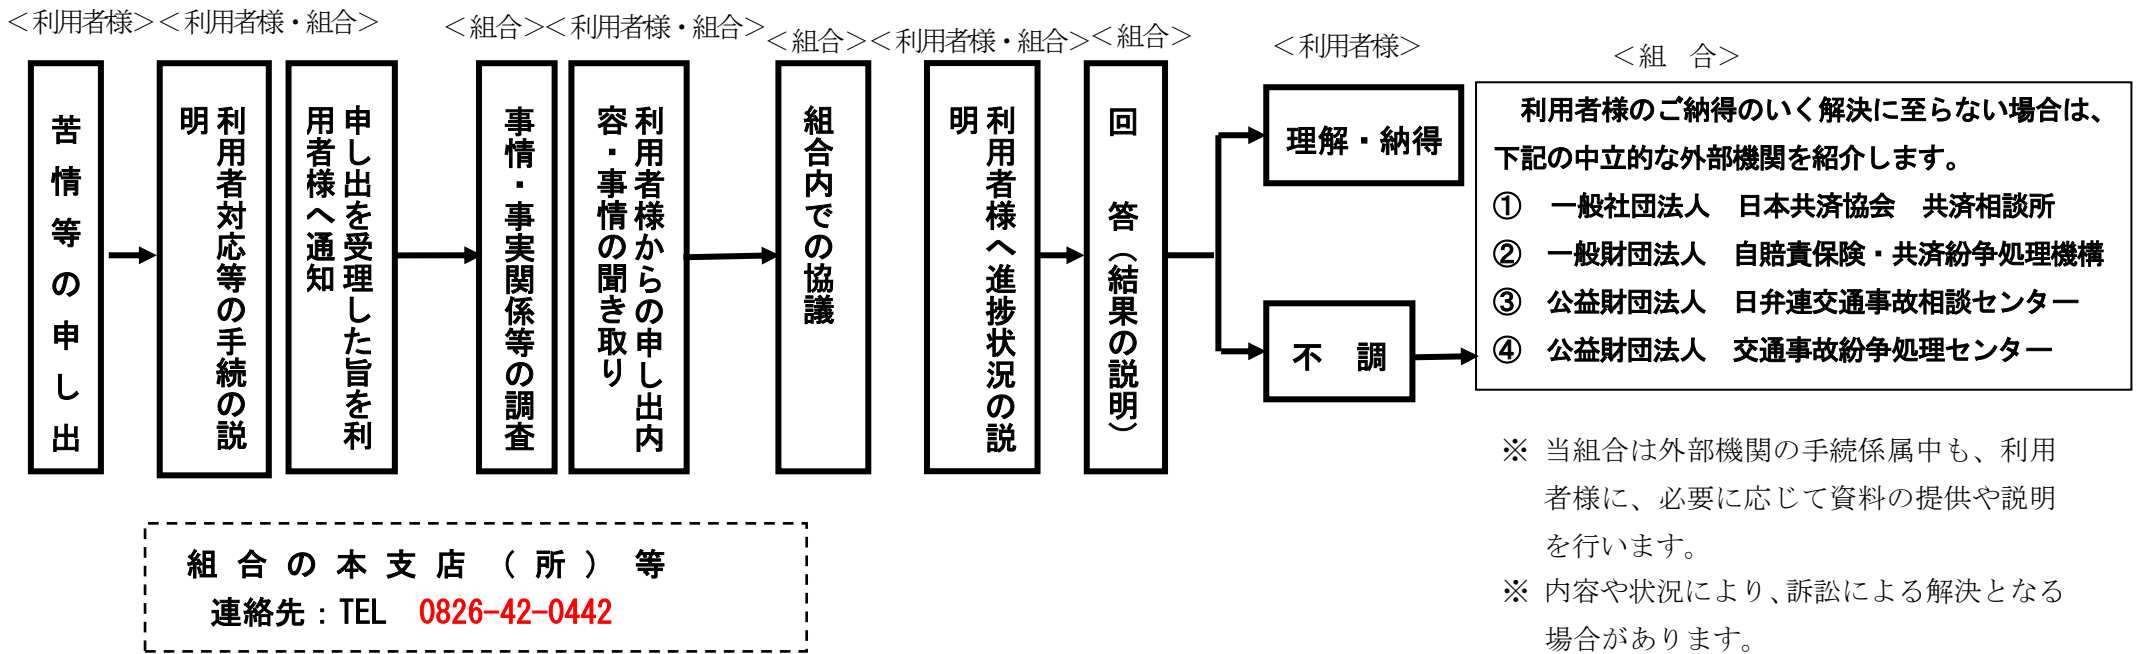 ＜利用者様＞
＜利用者様・組合＞
＜組合＞
＜利用者様・組合＞
＜組合＞
＜利用者様・組合＞
＜組合＞
＜利用者様＞
＜組　合＞
苦情等の申し出
利用者対応等の手続の説
明
申し出を受理した旨を利
用者様へ通知
事情・事実関係等の調査
利用者様からの申し出内
容・事情の聞き取り
組合内での協議
利用者様へ進捗状況の説
明
回　答（結果の説明）
理解・納得
不　調
利用者様のご納得のいく解決に至らない場合は、
下記の中立的な外部機関を紹介します。
①　一般社団法人　日本共済協会　共済相談所
②　一般財団法人　自賠責保険・共済紛争処理機構
③　公益財団法人　日弁連交通事故相談センター
④　公益財団法人　交通事故紛争処理センター
※ 当組合は外部機関の手続係属中も、利用
者様に、必要に応じて資料の提供や説明
を行います。
※ 内容や状況により、訴訟による解決となる
場合があります。
組合の本支店（所）等
連絡先：TEL　0826-42-0442